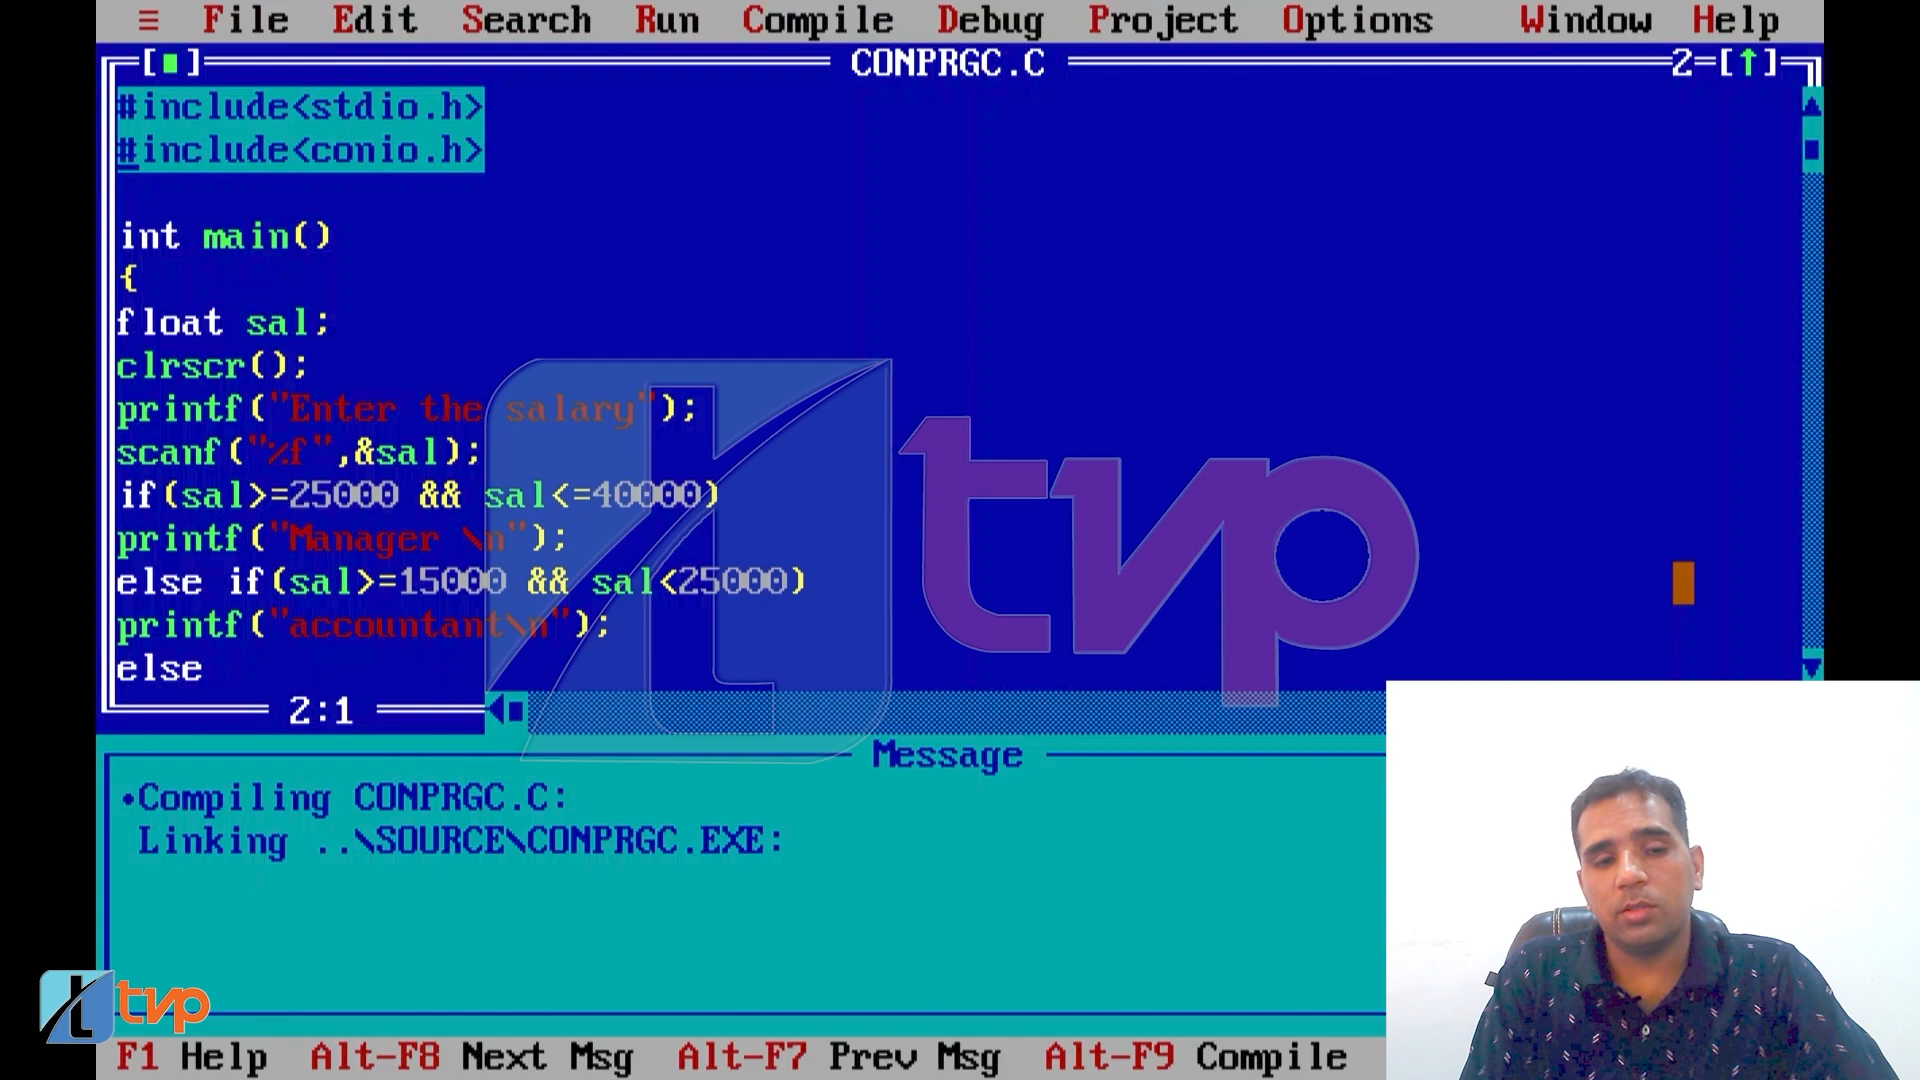 ≡ File Edit Search Run Compile Debug Project Options Window Help
[■] CONPRGC.C 2=[↑]
#include<stdio.h>
#include<conio.h>
int main()
{
float sal;
clrscr();
printf("Enter the salary");
scanf("%f",&sal);
if(sal>=25000 && sal<=40000)
printf("Manager \n");
else if(sal>=15000 && sal<25000)
printf("accountant\n");
else
2:1
tvp
Message
•Compiling CONPRGC.C:
Linking ..\SOURCE\CONPRGC.EXE:
tvp
F1 Help Alt-F8 Next Msg Alt-F7 Prev Msg Alt-F9 Compile